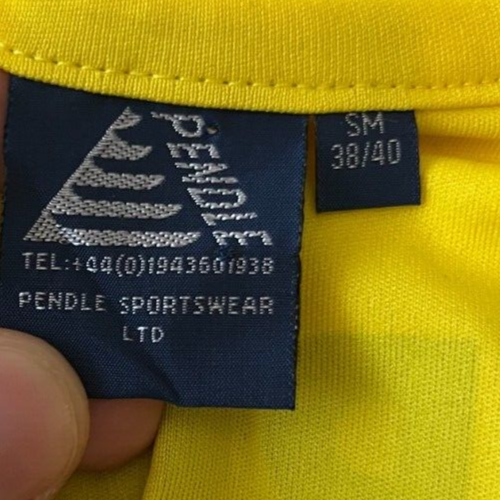 PENDLE
TEL:+44(0)1943601938
PENDLE SPORTSWEAR
LTD
SM
38/40